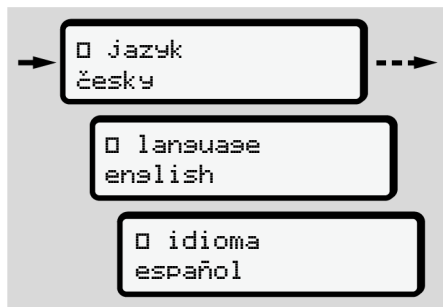 □ jazyk
česky
□ language
english
□ idioma
español